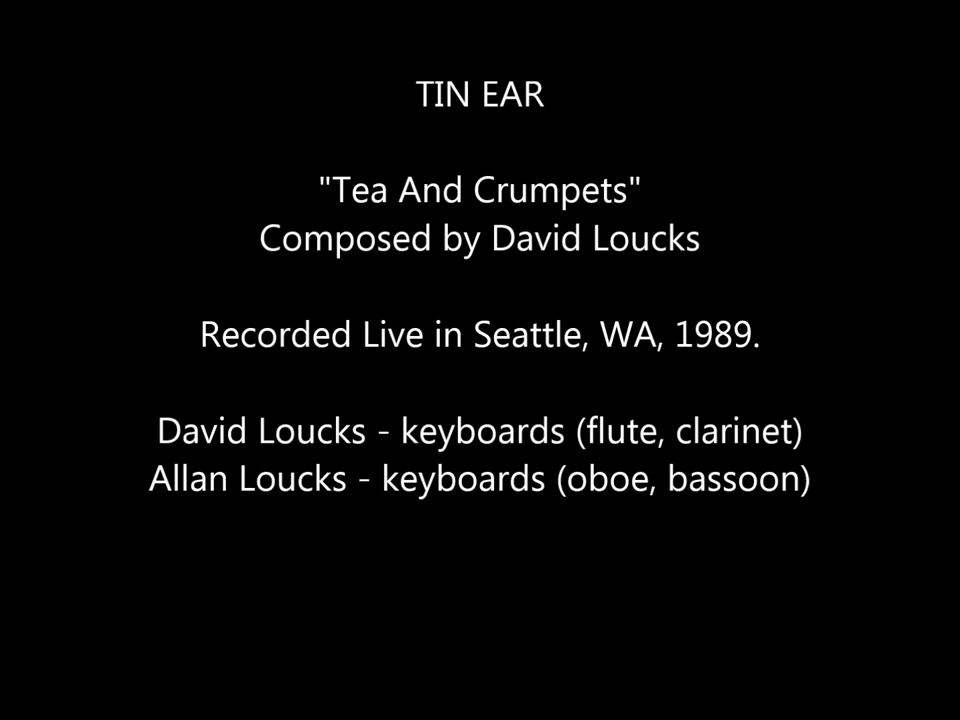 TIN EAR
"Tea And Crumpets"
Composed by David Loucks
Recorded Live in Seattle, WA, 1989.
David Loucks - keyboards (flute, clarinet)
Allan Loucks - keyboards (oboe, bassoon)